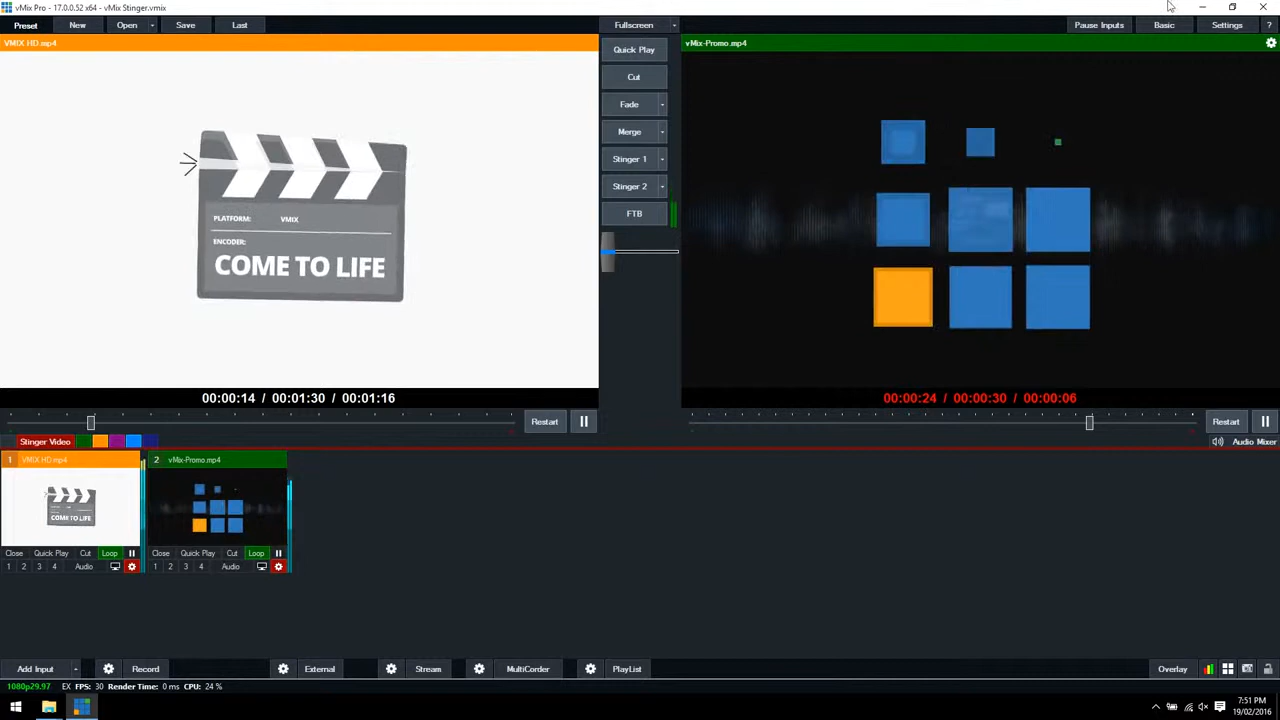 vMix Pro - 17.0.0.52 x64 - vMix Stinger.vmix
Preset New Open Save Last Fullscreen Pause Inputs Basic Settings ?
VMIX HD.mp4
vMix-Promo.mp4
Quick Play
Cut
Fade
Merge
Stinger 1
Stinger 2
FTB
PLATFORM: VMIX
ENCODER:
COME TO LIFE
00:00:14 / 00:01:30 / 00:01:16
00:00:24 / 00:00:30 / 00:00:06
Restart
Restart
Stinger Video
Audio Mixer
1 VMIX HD.mp4
2 vMix-Promo.mp4
COME TO LIFE
Close Quick Play Cut Loop
Close Quick Play Cut Loop
1 2 3 4 Audio
1 2 3 4 Audio
Add Input Record External Stream MultiCorder PlayList Overlay
1080p29.97 EX FPS: 30 Render Time: 0 ms CPU: 24 %
7:51 PM
19/02/2016